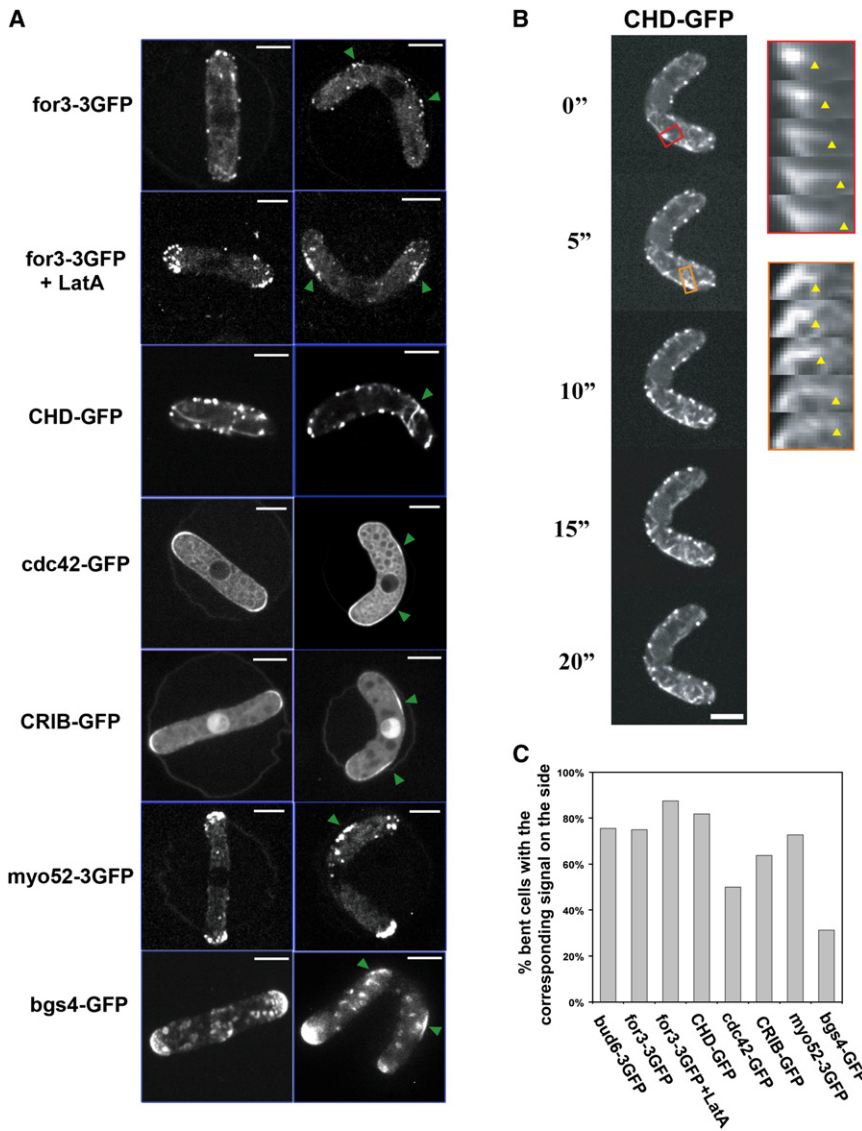 A
for3-3GFP
for3-3GFP
+ LatA
CHD-GFP
cdc42-GFP
CRIB-GFP
myo52-3GFP
bgs4-GFP
B
CHD-GFP
0”
5”
10”
15”
20”
C
% bent cells with the
corresponding signal on the side
100%
80%
60%
40%
20%
0%
bud6-3GFP
for3-3GFP
for3-3GFP +LatA
CHD-GFP
cdc42-GFP
CRIB-GFP
myo52-3GFP
bgs4-GFP